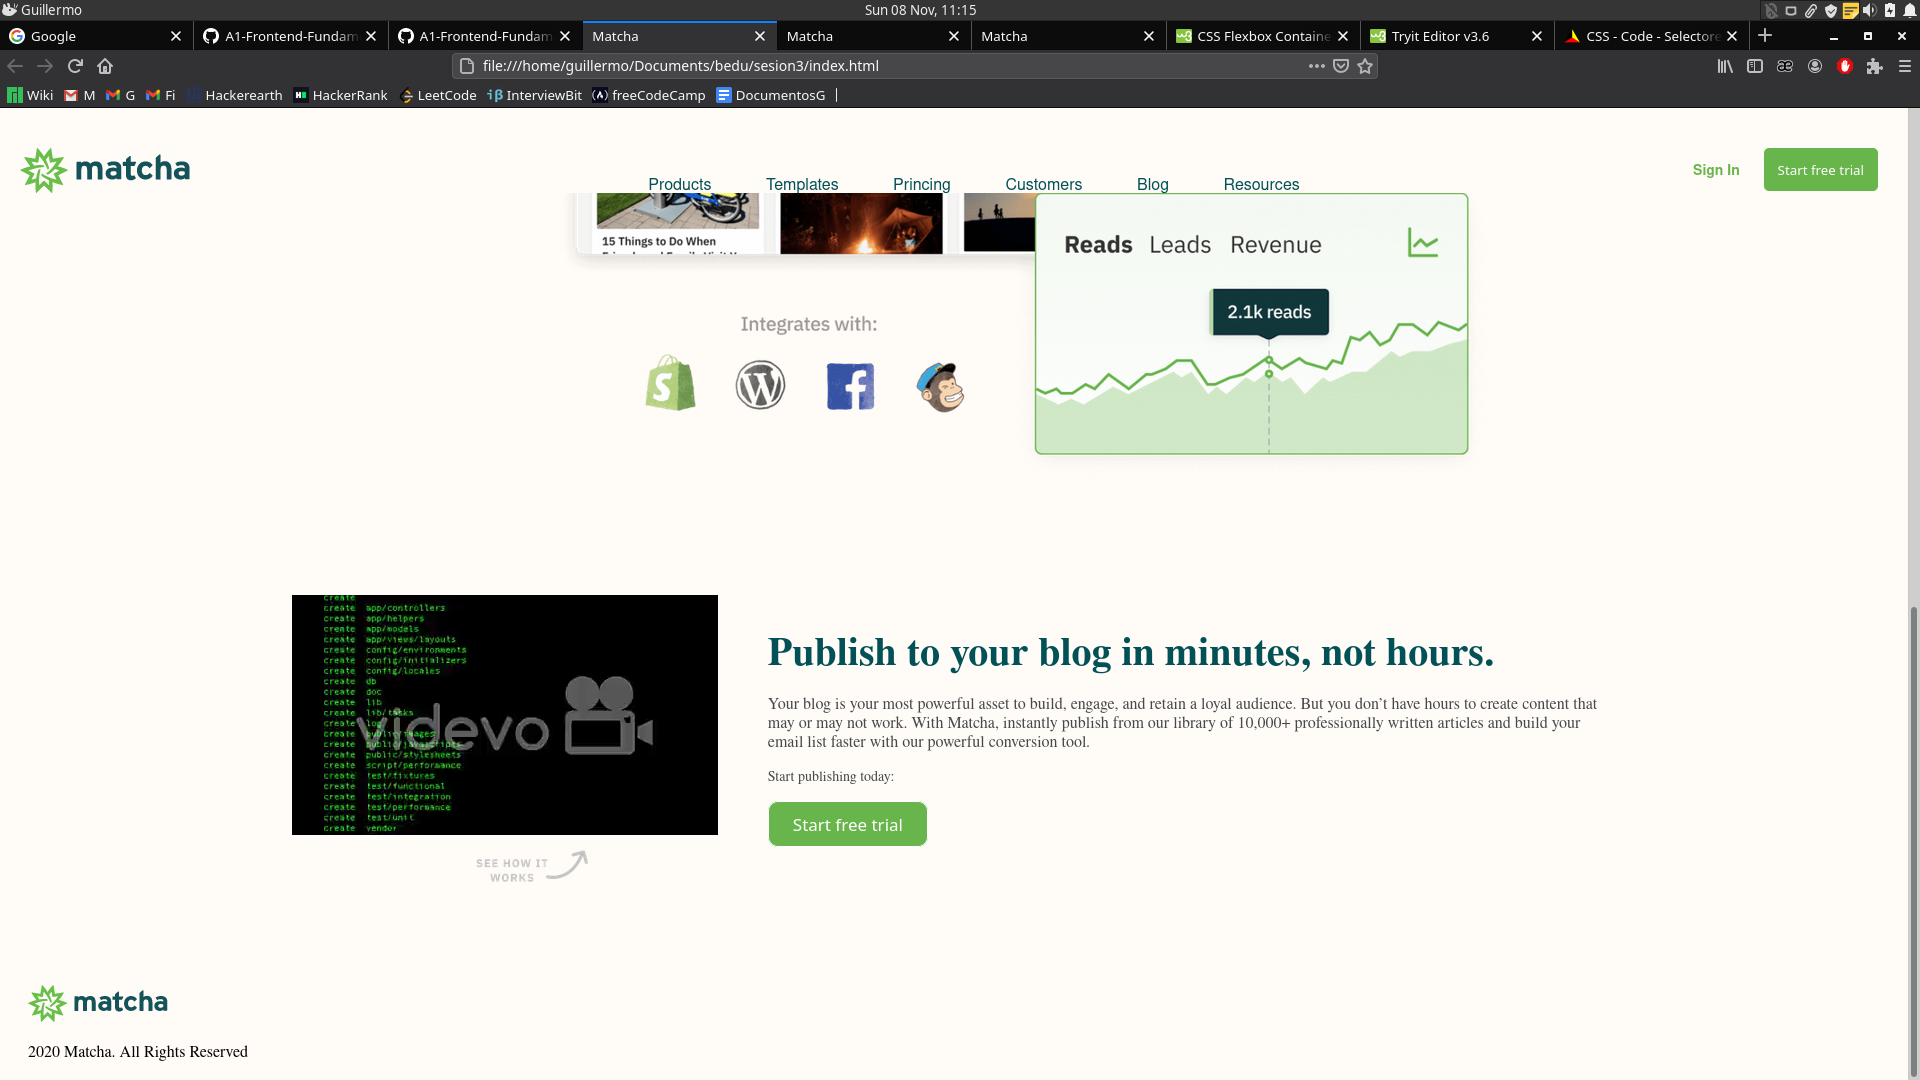 Guillermo
Sun 08 Nov, 11:15
Google
A1-Frontend-Fundam
A1-Frontend-Fundam
Matcha
Matcha
Matcha
CSS Flexbox Containe
Tryit Editor v3.6
CSS - Code - Selectore
file:///home/guillermo/Documents/bedu/sesion3/index.html
Wiki
M
G
Fi
Hackerearth
HackerRank
LeetCode
InterviewBit
freeCodeCamp
DocumentosG
matcha
Products
Templates
Princing
Customers
Blog
Resources
Sign In
Start free trial
15 Things to Do When
Reads Leads Revenue
2.1k reads
Integrates with:
create
create app/controllers
create app/helpers
create app/models
create app/views/layouts
create config/environments
create config/initializers
create config/locales
create db
create doc
create lib
create lib/tasks
create log
create public/images
create public/javascripts
create public/stylesheets
create script/performance
create test/fixtures
create test/functional
create test/integration
create test/performance
create test/unit
create vendor
videvo
SEE HOW IT
WORKS
Publish to your blog in minutes, not hours.
Your blog is your most powerful asset to build, engage, and retain a loyal audience. But you don’t have hours to create content that
may or may not work. With Matcha, instantly publish from our library of 10,000+ professionally written articles and build your
email list faster with our powerful conversion tool.
Start publishing today:
Start free trial
matcha
2020 Matcha. All Rights Reserved